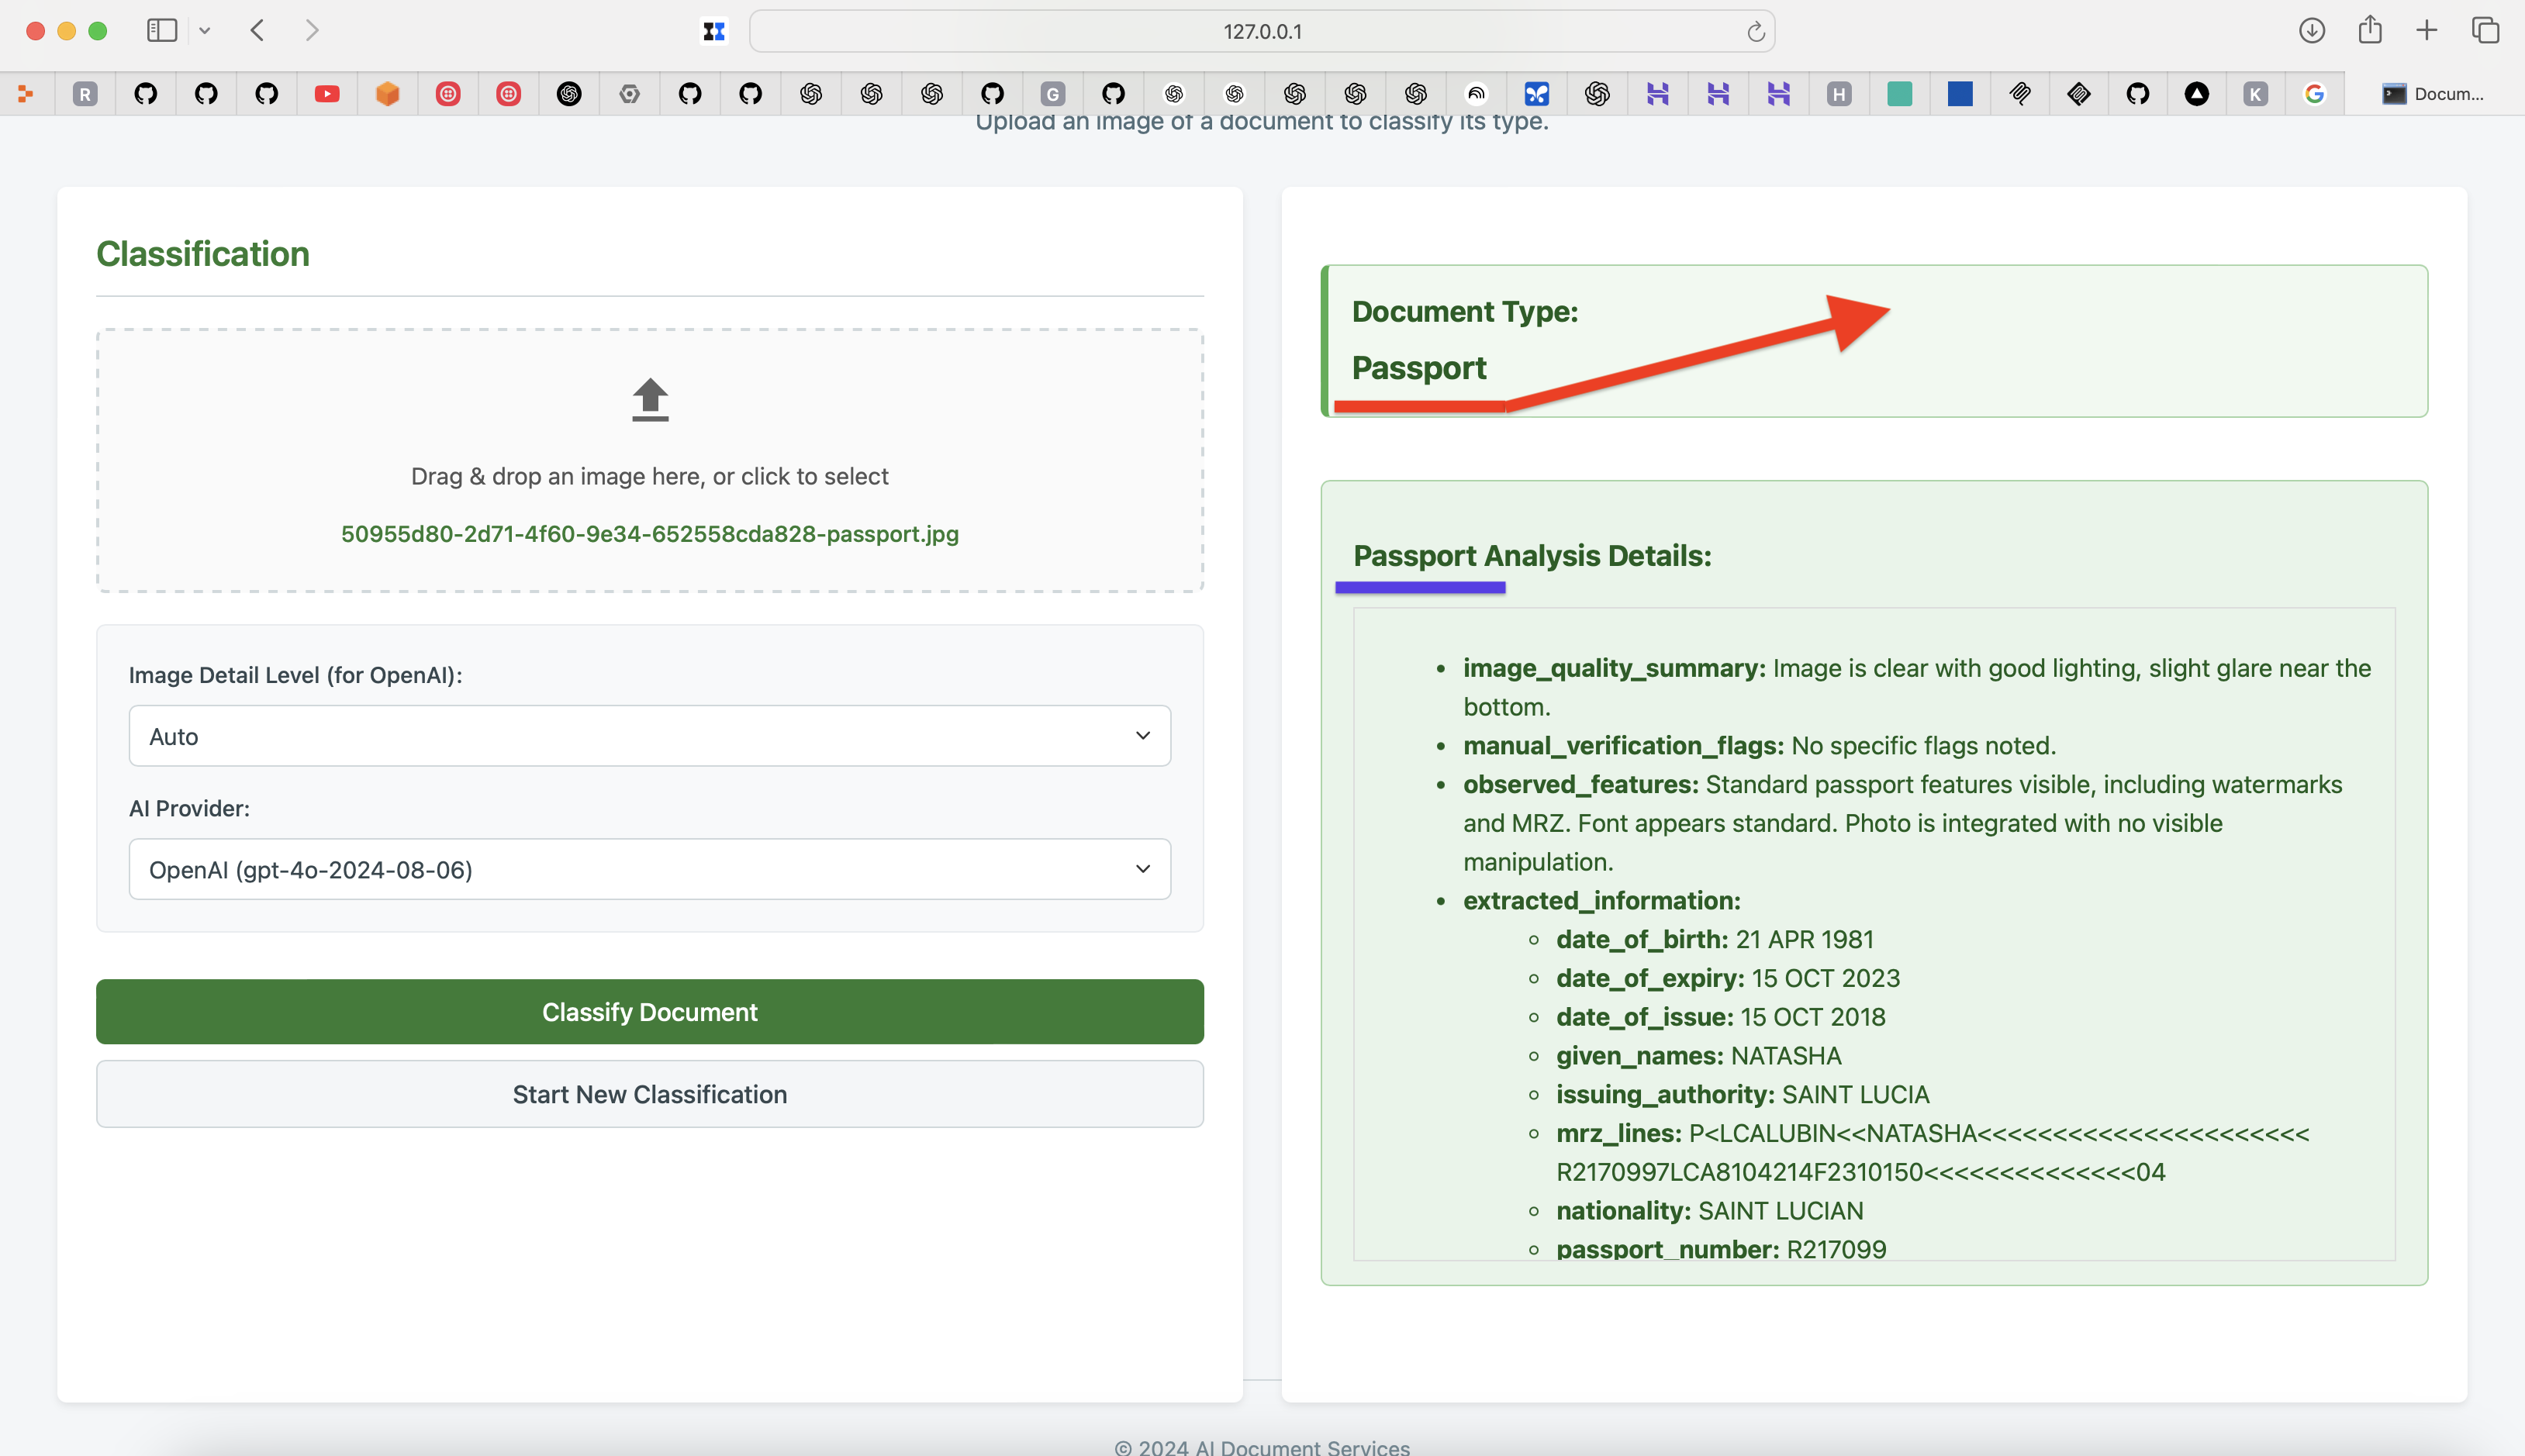 127.0.0.1
R
G
H
K
Docum...
Upload an image of a document to classify its type.
Classification
Drag & drop an image here, or click to select
50955d80-2d71-4f60-9e34-652558cda828-passport.jpg
Image Detail Level (for OpenAI):
Auto
AI Provider:
OpenAI (gpt-4o-2024-08-06)
Classify Document
Start New Classification
Document Type:
Passport
Passport Analysis Details:
• image_quality_summary: Image is clear with good lighting, slight glare near the
bottom.
• manual_verification_flags: No specific flags noted.
• observed_features: Standard passport features visible, including watermarks
and MRZ. Font appears standard. Photo is integrated with no visible
manipulation.
• extracted_information:
◦ date_of_birth: 21 APR 1981
◦ date_of_expiry: 15 OCT 2023
◦ date_of_issue: 15 OCT 2018
◦ given_names: NATASHA
◦ issuing_authority: SAINT LUCIA
◦ mrz_lines: P<LCALUBIN<<NATASHA<<<<<<<<<<<<<<<<<<<<<<
R2170997LCA8104214F2310150<<<<<<<<<<<<<<04
◦ nationality: SAINT LUCIAN
◦ passport_number: R217099
© 2024 AI Document Services